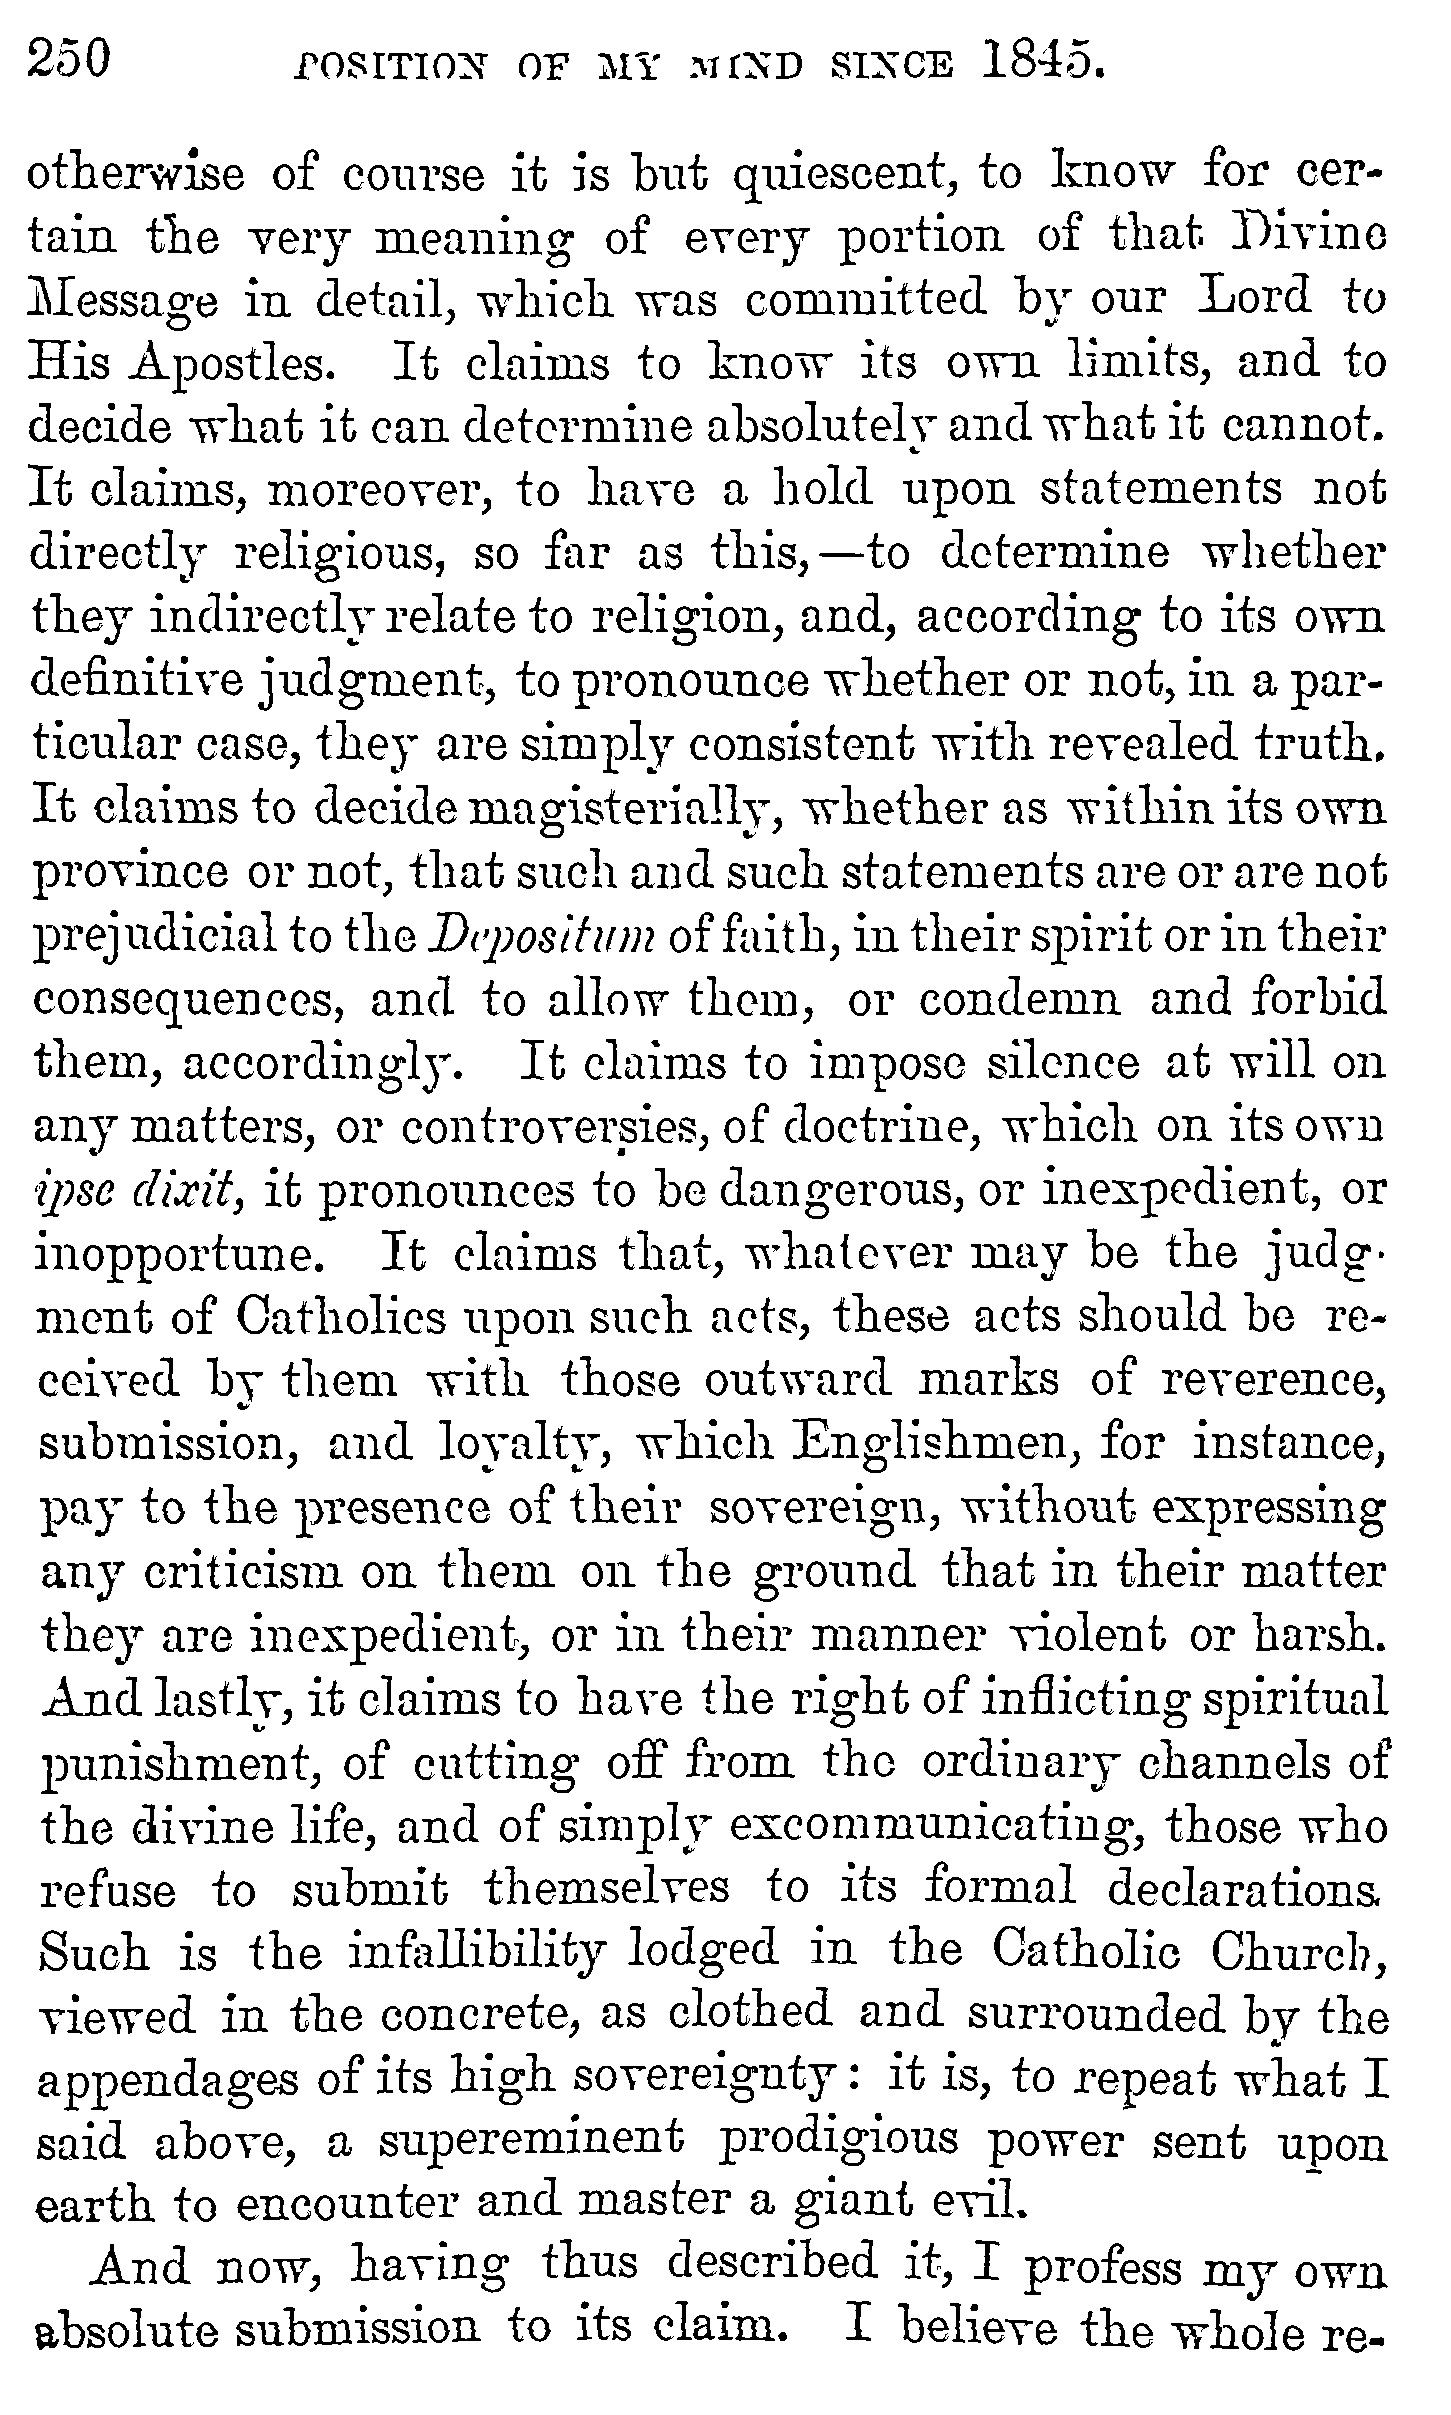 250 POSITION OF MY MIND SINCE 1845.
otherwise of course it is but quiescent, to know for cer-
tain the very meaning of every portion of that Divine
Message in detail, which was committed by our Lord to
His Apostles. It claims to know its own limits, and to
decide what it can determine absolutely and what it cannot.
It claims, moreover, to have a hold upon statements not
directly religious, so far as this,—to determine whether
they indirectly relate to religion, and, according to its own
definitive judgment, to pronounce whether or not, in a par-
ticular case, they are simply consistent with revealed truth.
It claims to decide magisterially, whether as within its own
province or not, that such and such statements are or are not
prejudicial to the Depositum of faith, in their spirit or in their
consequences, and to allow them, or condemn and forbid
them, accordingly. It claims to impose silence at will on
any matters, or controversies, of doctrine, which on its own
ipse dixit, it pronounces to be dangerous, or inexpedient, or
inopportune. It claims that, whatever may be the judg-
ment of Catholics upon such acts, these acts should be re-
ceived by them with those outward marks of reverence,
submission, and loyalty, which Englishmen, for instance,
pay to the presence of their sovereign, without expressing
any criticism on them on the ground that in their matter
they are inexpedient, or in their manner violent or harsh.
And lastly, it claims to have the right of inflicting spiritual
punishment, of cutting off from the ordinary channels of
the divine life, and of simply excommunicating, those who
refuse to submit themselves to its formal declarations.
Such is the infallibility lodged in the Catholic Church,
viewed in the concrete, as clothed and surrounded by the
appendages of its high sovereignty: it is, to repeat what I
said above, a supereminent prodigious power sent upon
earth to encounter and master a giant evil.
And now, having thus described it, I profess my own
absolute submission to its claim. I believe the whole re-